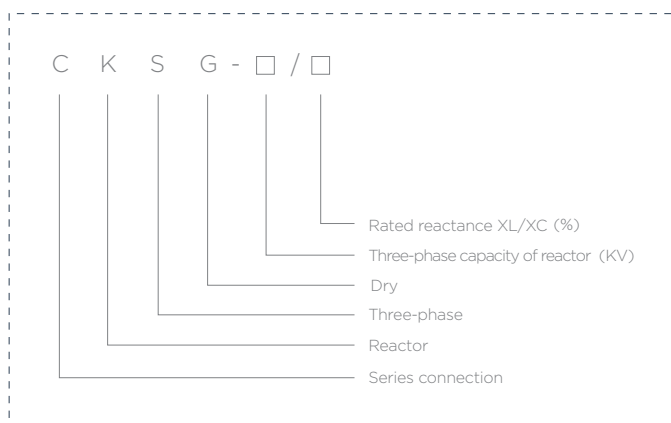 C K S G - □ / □
Rated reactance XL/XC (%)
Three-phase capacity of reactor (KV)
Dry
Three-phase
Reactor
Series connection